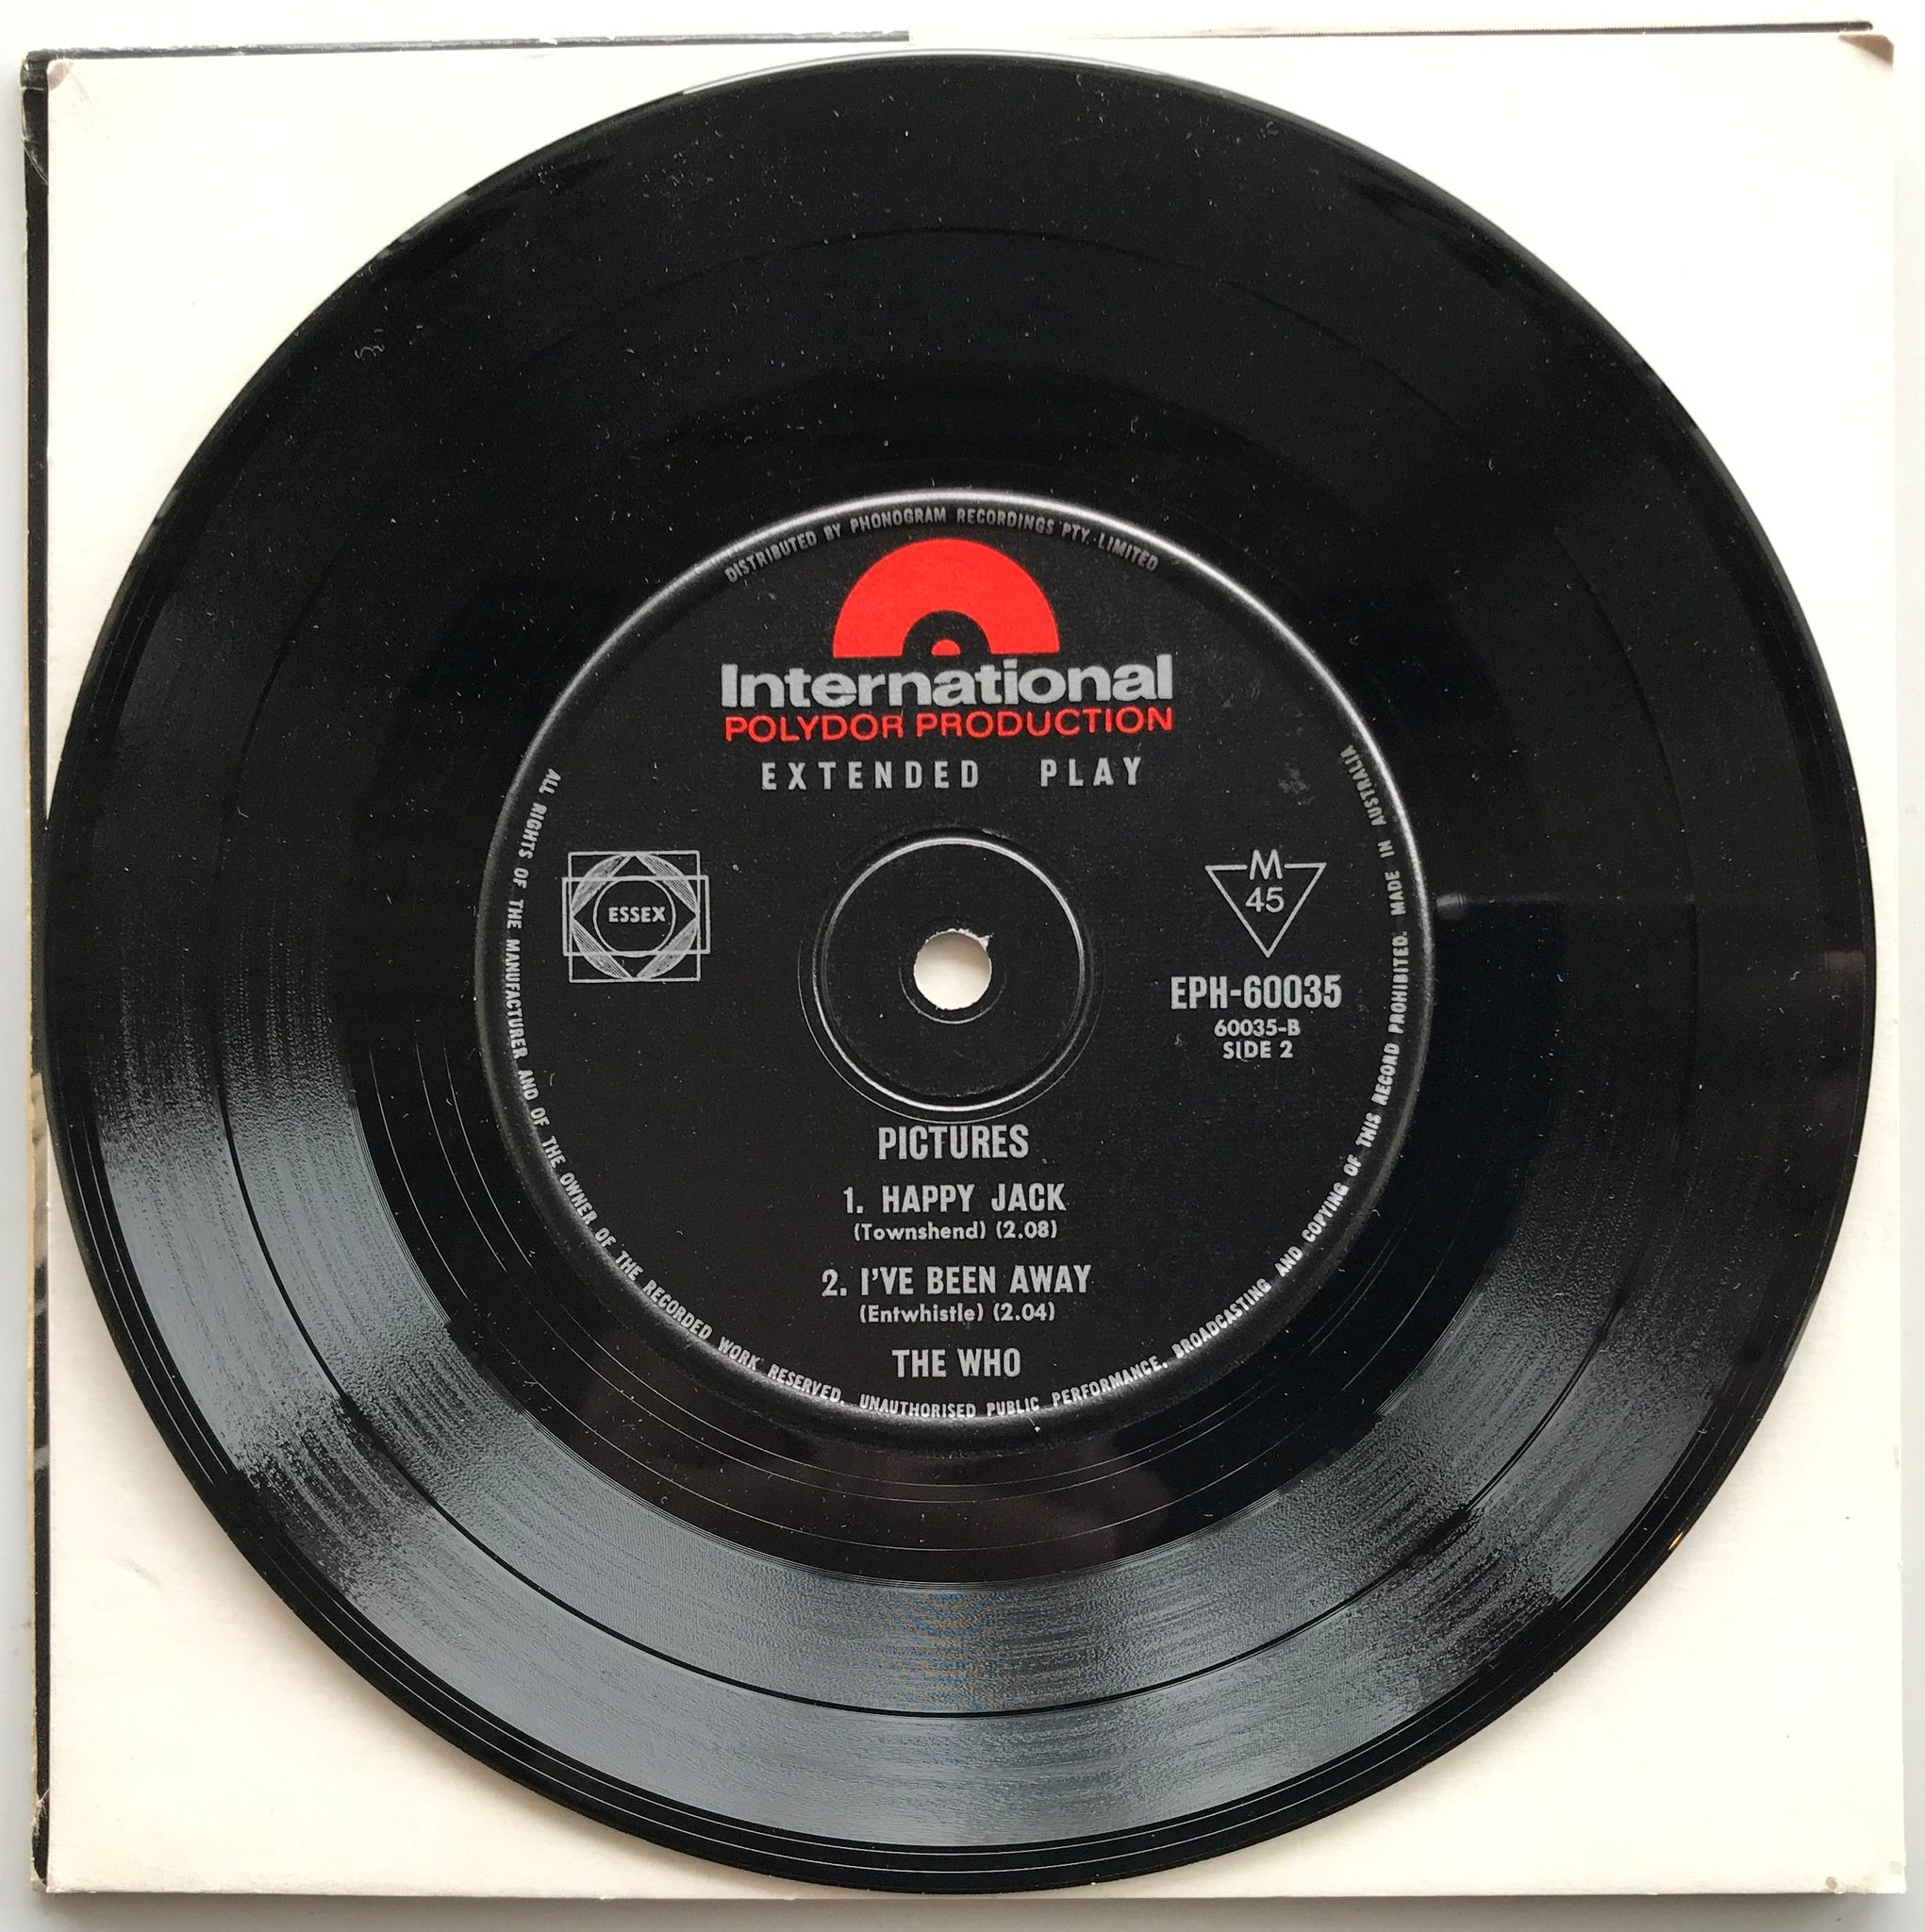 DISTRIBUTED BY PHONOGRAM RECORDINGS PTY. LIMITED
International
POLYDOR PRODUCTION
EXTENDED PLAY
ESSEX
M
45
EPH-60035
60035-B
SIDE 2
PICTURES
1. HAPPY JACK
(Townshend) (2.08)
2. I'VE BEEN AWAY
(Entwhistle) (2.04)
THE WHO
ALL RIGHTS OF THE MANUFACTURER AND OF THE OWNER OF THE RECORDED WORK RESERVED. UNAUTHORISED PUBLIC PERFORMANCE, BROADCASTING AND COPYING OF THIS RECORD PROHIBITED. MADE IN AUSTRALIA